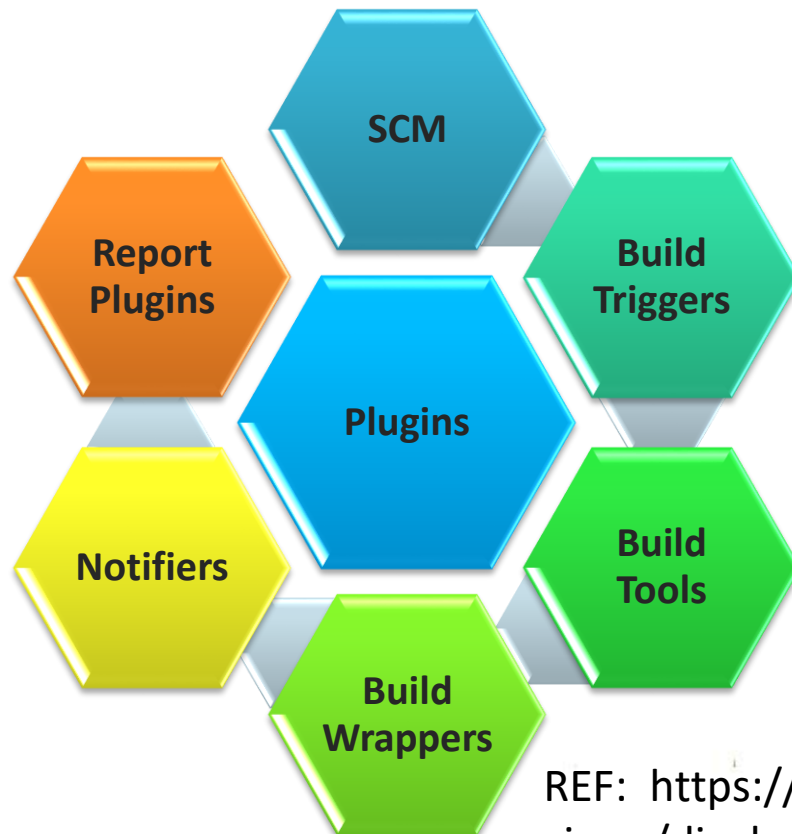 SCM
Report
Plugins
Build
Triggers
Plugins
Notifiers
Build
Tools
Build
Wrappers
REF: https://